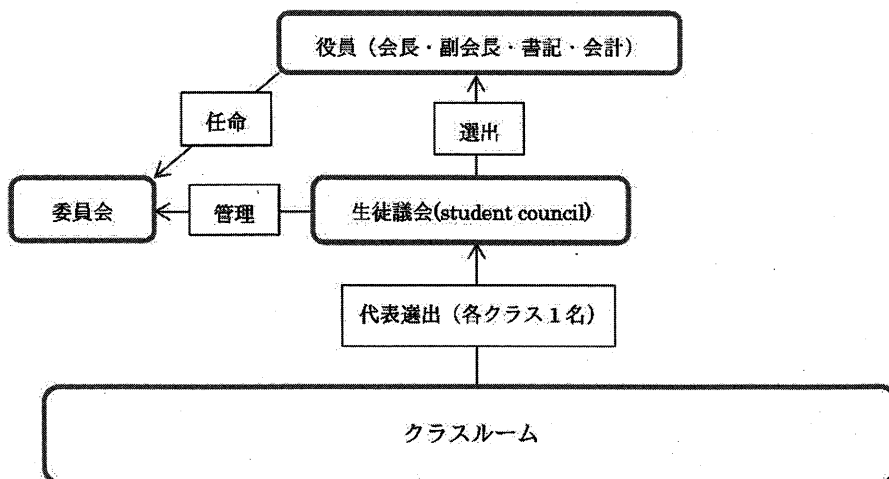 役員（会長・副会長・書記・会計）
任命
選出
委員会
管理
生徒議会(student council)
代表選出（各クラス１名）
クラスルーム